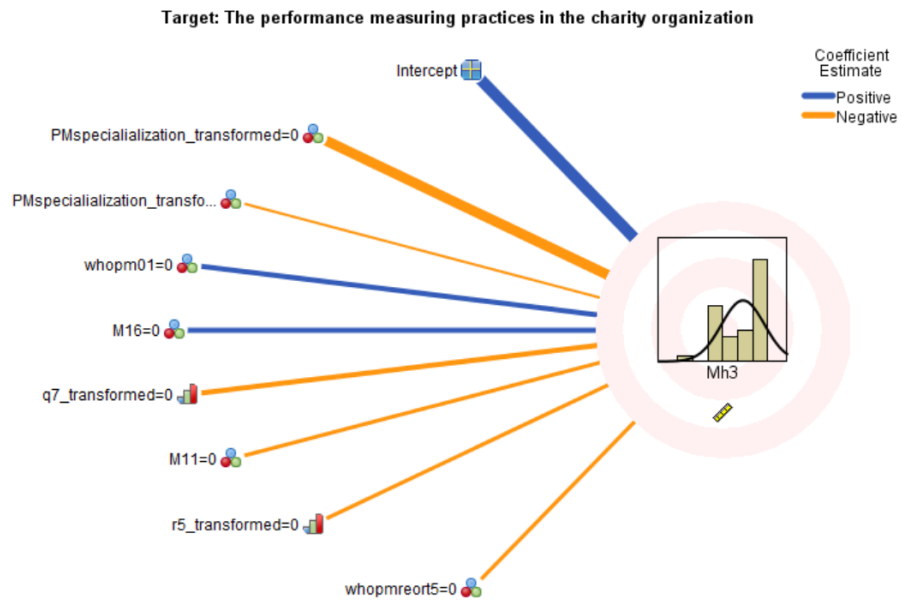 Target: The performance measuring practices in the charity organization
Coefficient
Estimate
Positive
Negative
Intercept
PMspecialialization_transformed=0
PMspecialialization_transfo...
whopm01=0
M16=0
q7_transformed=0
M11=0
r5_transformed=0
whopmreort5=0
Mh3